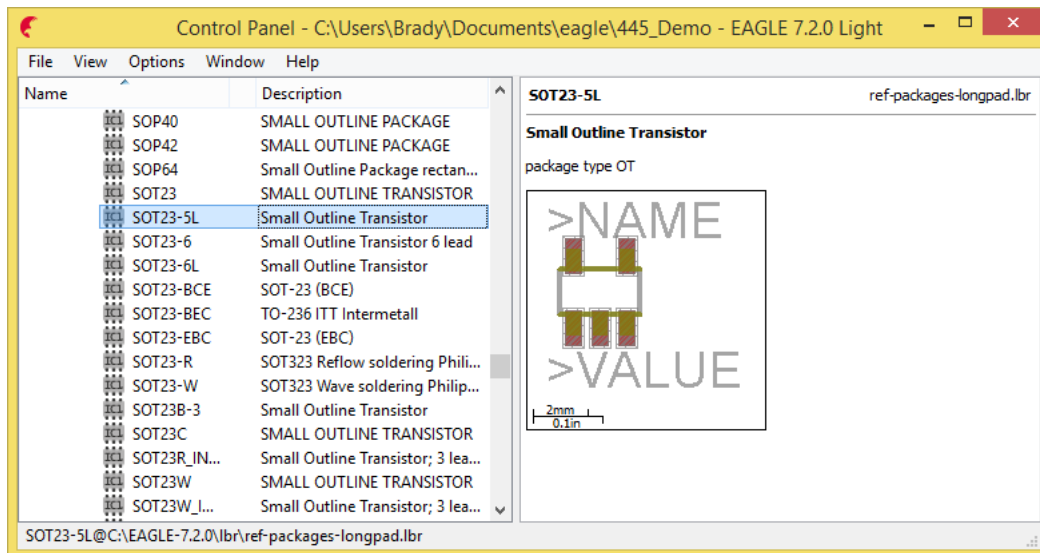 Control Panel - C:\Users\Brady\Documents\eagle\445_Demo - EAGLE 7.2.0 Light
File View Options Window Help
Name Description
SOP40 SMALL OUTLINE PACKAGE
SOP42 SMALL OUTLINE PACKAGE
SOP64 Small Outline Package rectan...
SOT23 SMALL OUTLINE TRANSISTOR
SOT23-5L Small Outline Transistor
SOT23-6 Small Outline Transistor 6 lead
SOT23-6L Small Outline Transistor
SOT23-BCE SOT-23 (BCE)
SOT23-BEC TO-236 ITT Intermetall
SOT23-EBC SOT-23 (EBC)
SOT23-R SOT323 Reflow soldering Phili...
SOT23-W SOT323 Wave soldering Philip...
SOT23B-3 Small Outline Transistor
SOT23C SMALL OUTLINE TRANSISTOR
SOT23R_IN... Small Outline Transistor; 3 lea...
SOT23W SMALL OUTLINE TRANSISTOR
SOT23W_I... Small Outline Transistor; 3 lea...
SOT23-5L ref-packages-longpad.lbr
Small Outline Transistor
package type OT
>NAME
>VALUE
2mm
0.1in
SOT23-5L@C:\EAGLE-7.2.0\lbr\ref-packages-longpad.lbr